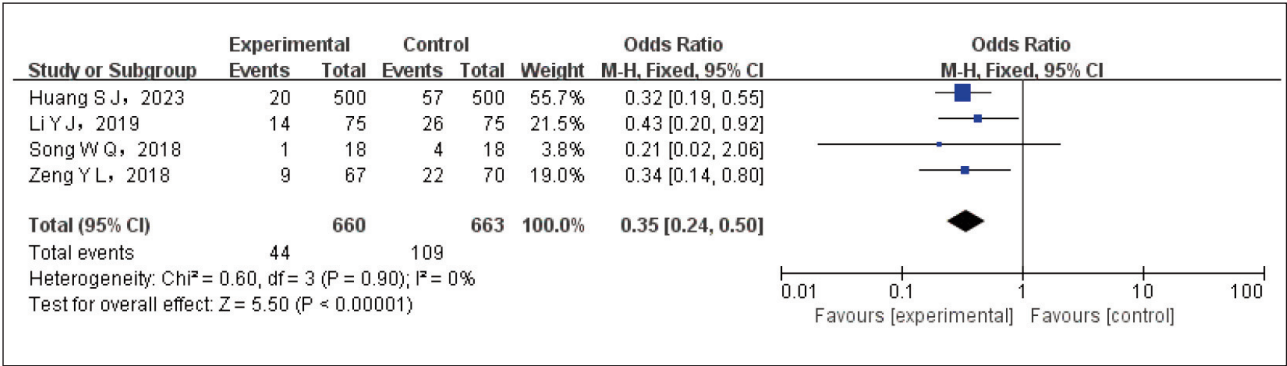 Experimental Control Odds Ratio Odds Ratio
Study or Subgroup Events Total Events Total Weight M-H, Fixed, 95% CI M-H, Fixed, 95% CI
Huang S J，2023 20 500 57 500 55.7% 0.32 [0.19, 0.55]
Li Y J，2019 14 75 26 75 21.5% 0.43 [0.20, 0.92]
Song W Q，2018 1 18 4 18 3.8% 0.21 [0.02, 2.06]
Zeng Y L，2018 9 67 22 70 19.0% 0.34 [0.14, 0.80]
Total (95% CI) 660 663 100.0% 0.35 [0.24, 0.50]
Total events 44 109
Heterogeneity: Chi² = 0.60, df = 3 (P = 0.90); I² = 0%
Test for overall effect: Z = 5.50 (P < 0.00001)
0.01 0.1 1 10 100
Favours [experimental] Favours [control]